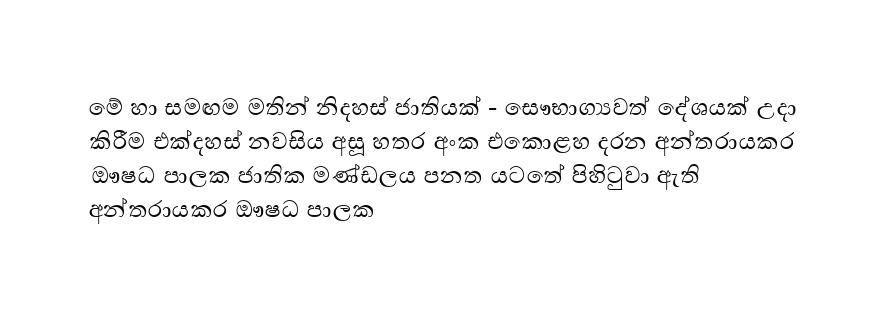 මේ හා සමඟම මතින් නිදහස් ජාතියක් - සෞභාග්‍යවත් දේශයක් උදා
කිරීම එක්දහස් නවසිය අසූ හතර අංක එකොළහ දරන අන්තරායකර
ඖෂධ පාලක ජාතික මණ්ඩලය පනත යටතේ පිහිටුවා ඇති
අන්තරායකර ඖෂධ පාලක